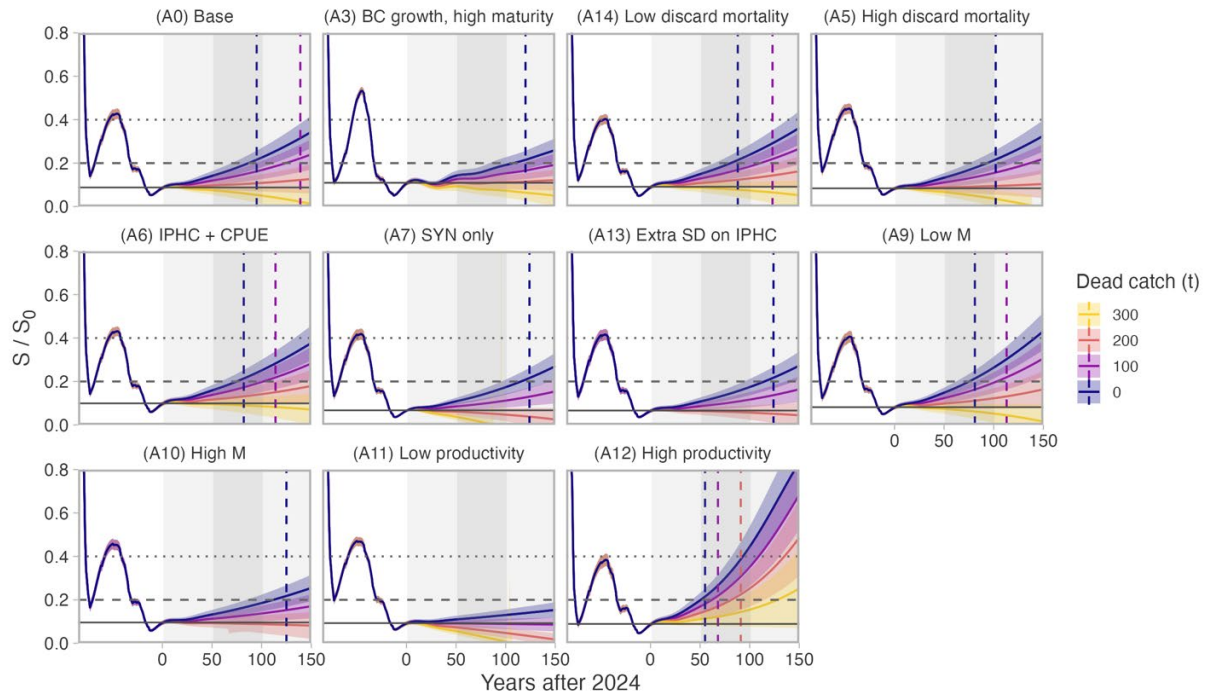 (A0) Base
(A3) BC growth, high maturity
(A14) Low discard mortality
(A5) High discard mortality
0.8
0.6
0.4
0.2
0.0
(A6) IPHC + CPUE
(A7) SYN only
(A13) Extra SD on IPHC
(A9) Low M
0.8
0.6
0.4
0.2
0.0
0 50 100 150
(A10) High M
(A11) Low productivity
(A12) High productivity
0.8
0.6
0.4
0.2
0.0
0 50 100 150
0 50 100 150
0 50 100 150
S / S0
Years after 2024
Dead catch (t)
300
200
100
0